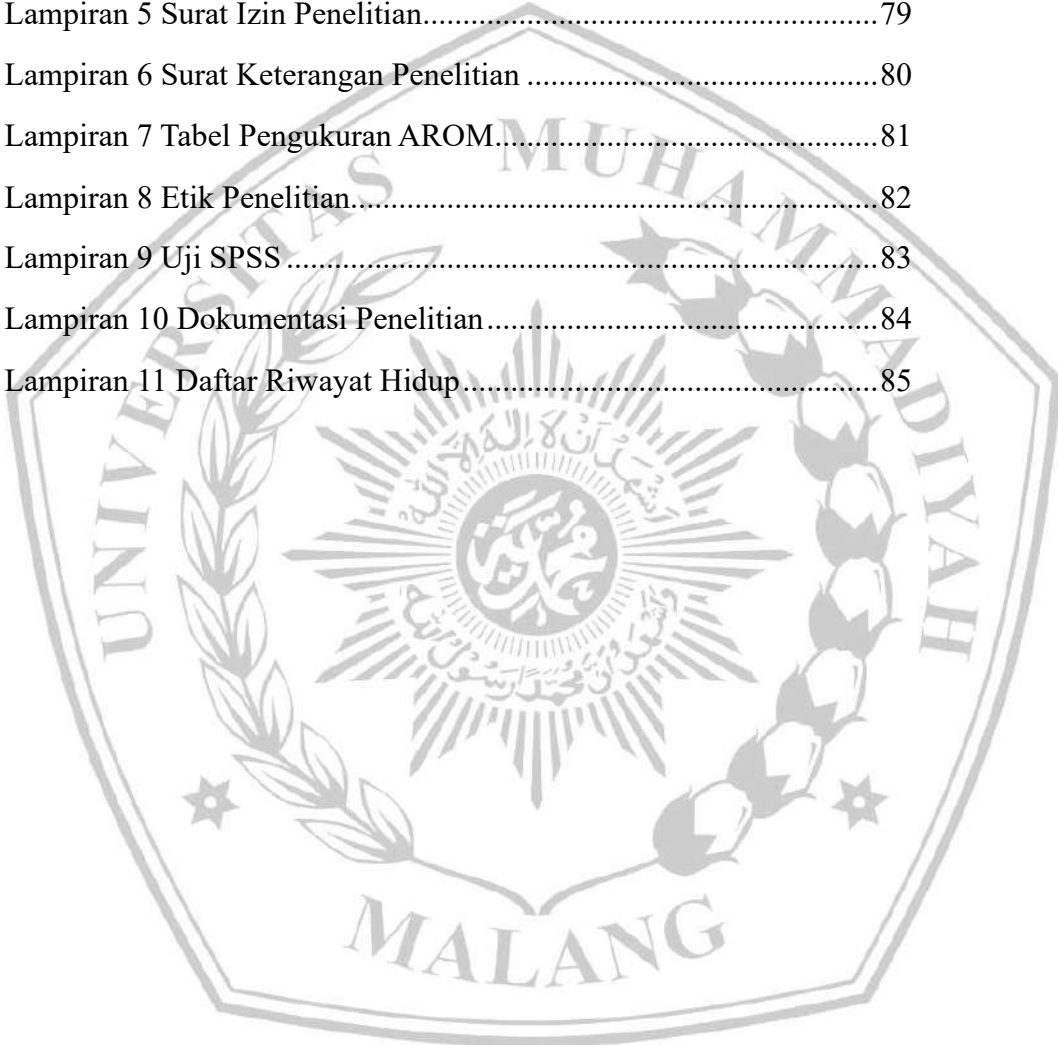 Lampiran 5 Surat Izin Penelitian............................................................79
Lampiran 6 Surat Keterangan Penelitian ..............................................80
Lampiran 7 Tabel Pengukuran AROM..................................................81
Lampiran 8 Etik Penelitian.....................................................................82
Lampiran 9 Uji SPSS ..............................................................................83
Lampiran 10 Dokumentasi Penelitian....................................................84
Lampiran 11 Daftar Riwayat Hidup.......................................................85
UNIVERSITAS MUHAMMADIYAH
MALANG